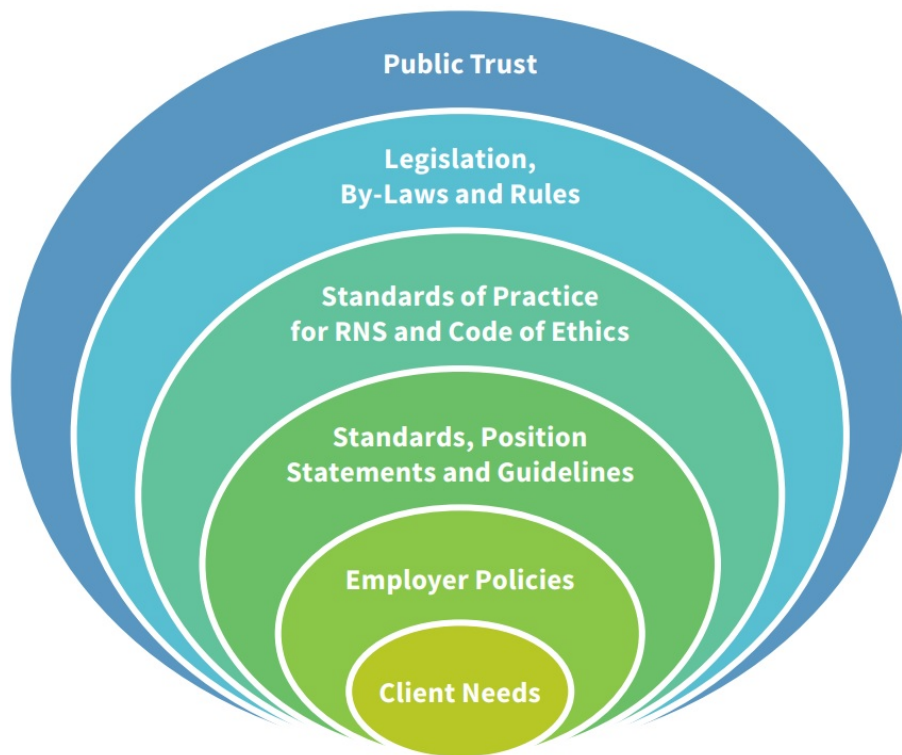 Public Trust
Legislation,
By-Laws and Rules
Standards of Practice
for RNS and Code of Ethics
Standards, Position
Statements and Guidelines
Employer Policies
Client Needs